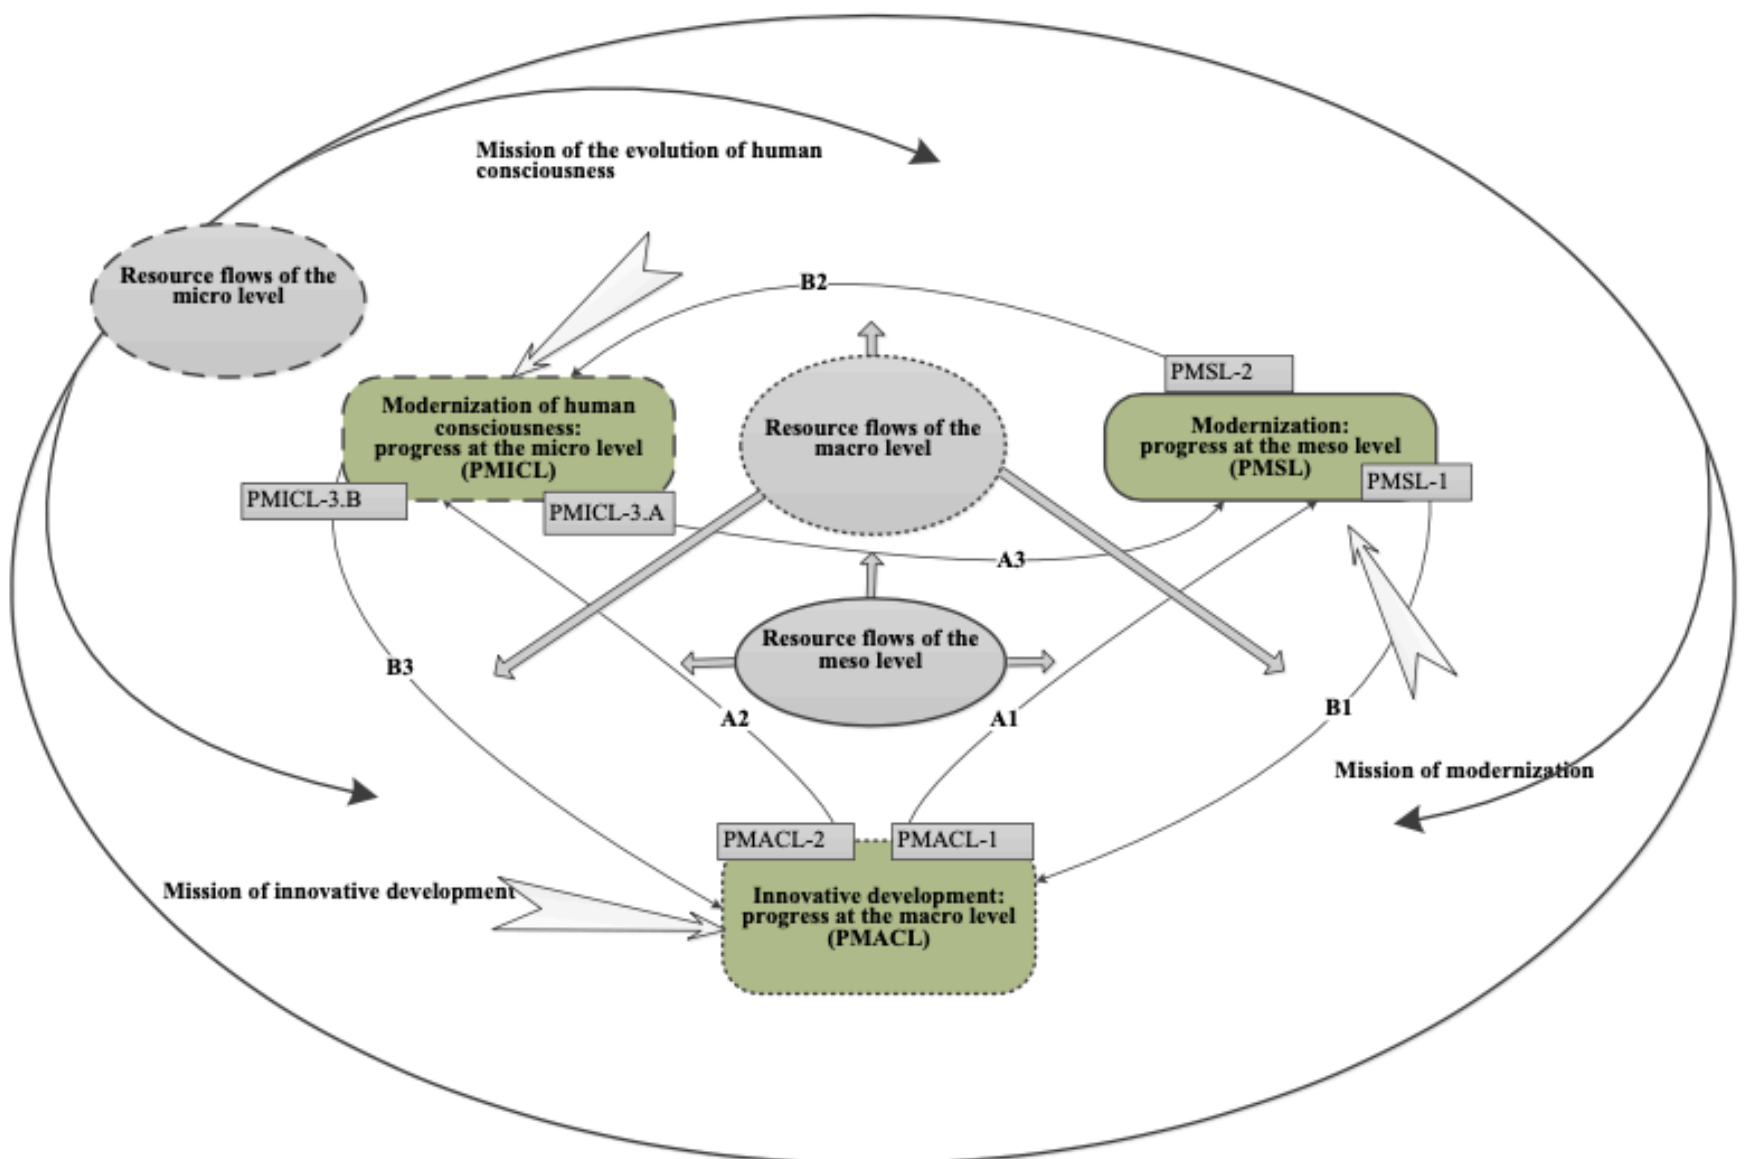 Mission of the evolution of human
consciousness
Resource flows of the
micro level
B2
PMSL-2
Modernization of human
consciousness:
progress at the micro level
(PMICL)
Resource flows of the
macro level
Modernization:
progress at the meso level
(PMSL)
PMSL-1
PMICL-3.B
PMICL-3.A
A3
Resource flows of the
meso level
B3
A2
A1
B1
Mission of modernization
PMACL-2
PMACL-1
Mission of innovative development
Innovative development:
progress at the macro level
(PMACL)